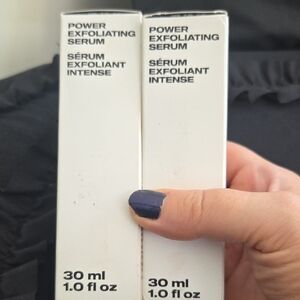 POWER
EXFOLIATING
SERUM
SÉRUM
EXFOLIANT
INTENSE
30 ml
1.0 fl oz
POWER
EXFOLIATING
SERUM
SÉRUM
EXFOLIANT
INTENSE
30 ml
1.0 fl oz